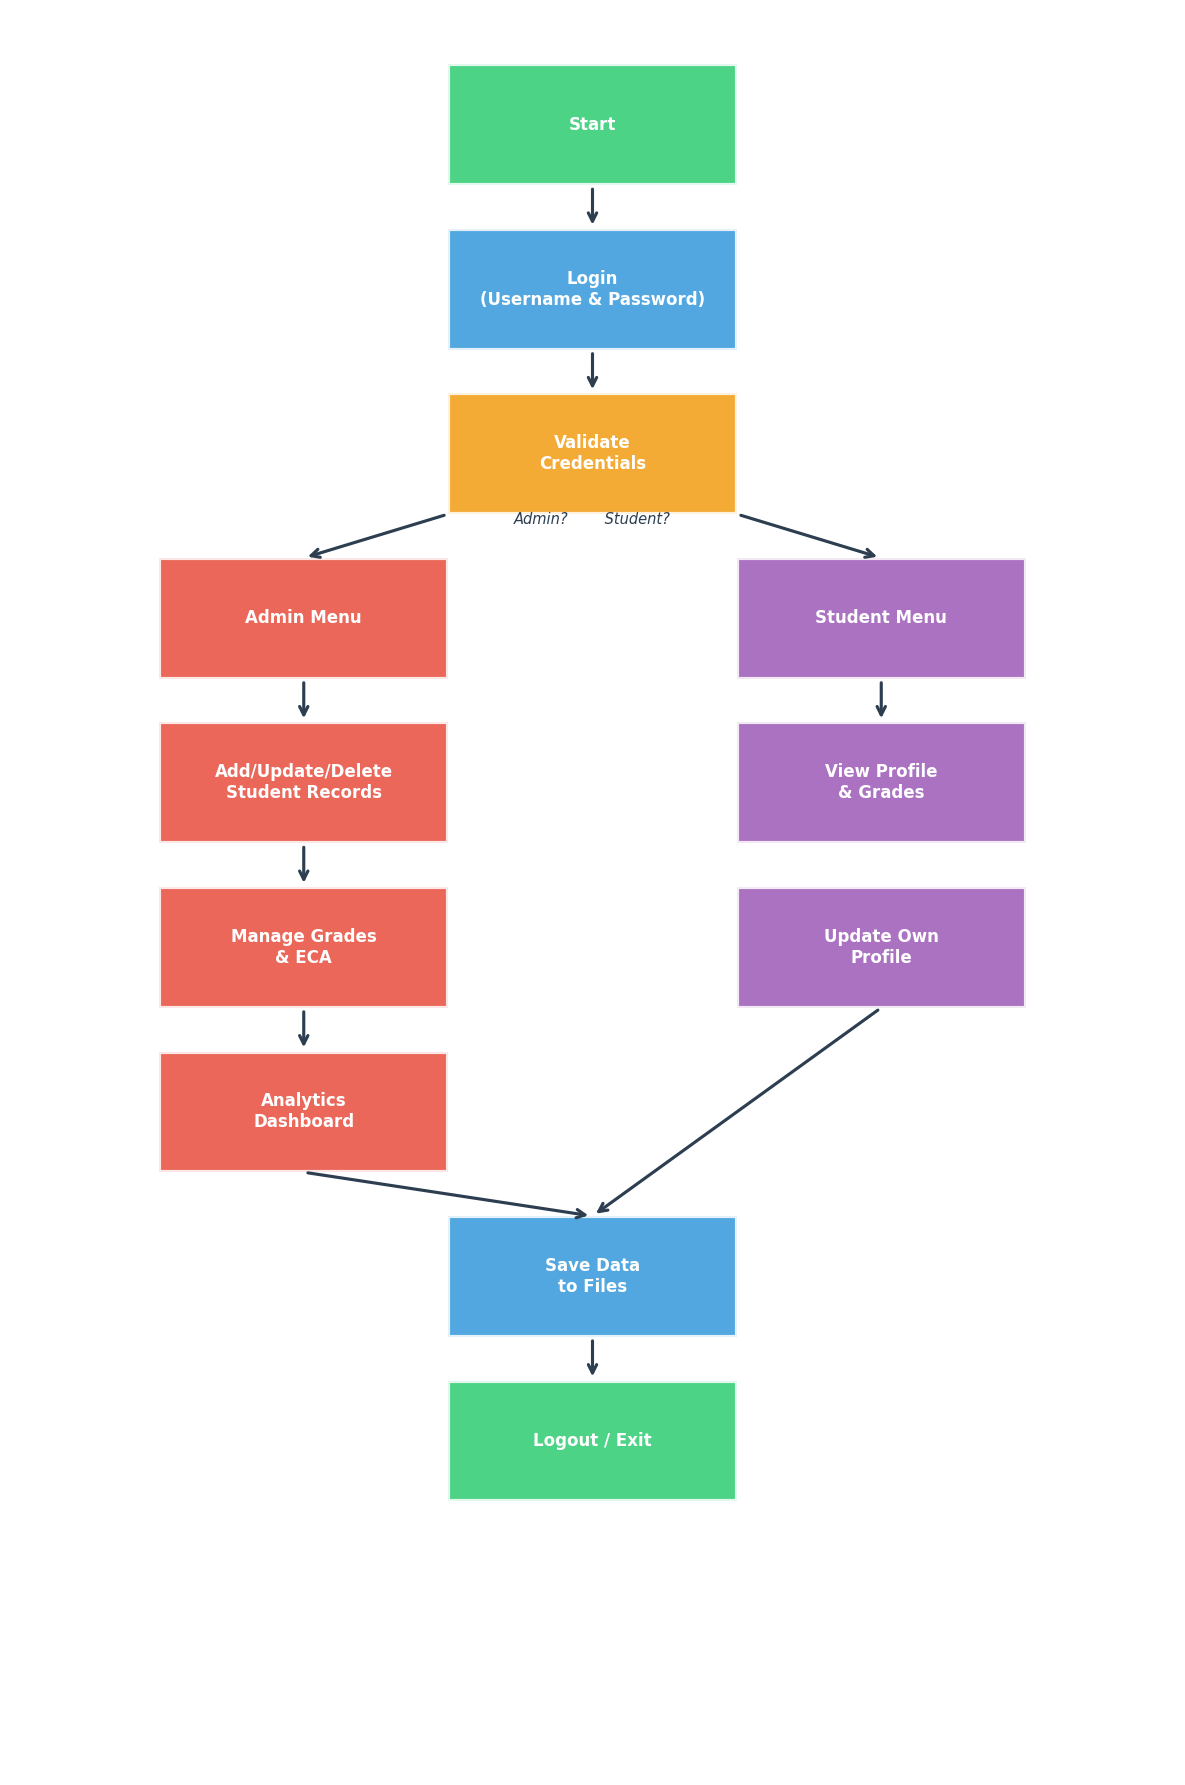 Start
Login
(Username & Password)
Validate
Credentials
Admin?
Student?
Admin Menu
Student Menu
Add/Update/Delete
Student Records
View Profile
& Grades
Manage Grades
& ECA
Update Own
Profile
Analytics
Dashboard
Save Data
to Files
Logout / Exit